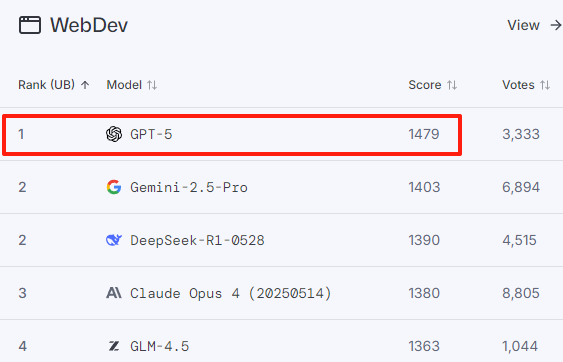 WebDev View
Rank (UB) Model Score Votes
1 GPT-5 1479 3,333
2 Gemini-2.5-Pro 1403 6,894
2 DeepSeek-R1-0528 1390 4,515
3 Claude Opus 4 (20250514) 1380 8,805
4 GLM-4.5 1363 1,044